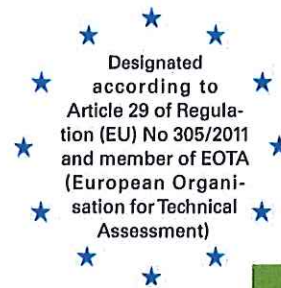 Designated
according to
Article 29 of Regula-
tion (EU) No 305/2011
and member of EOTA
(European Organi-
sation for Technical
Assessment)